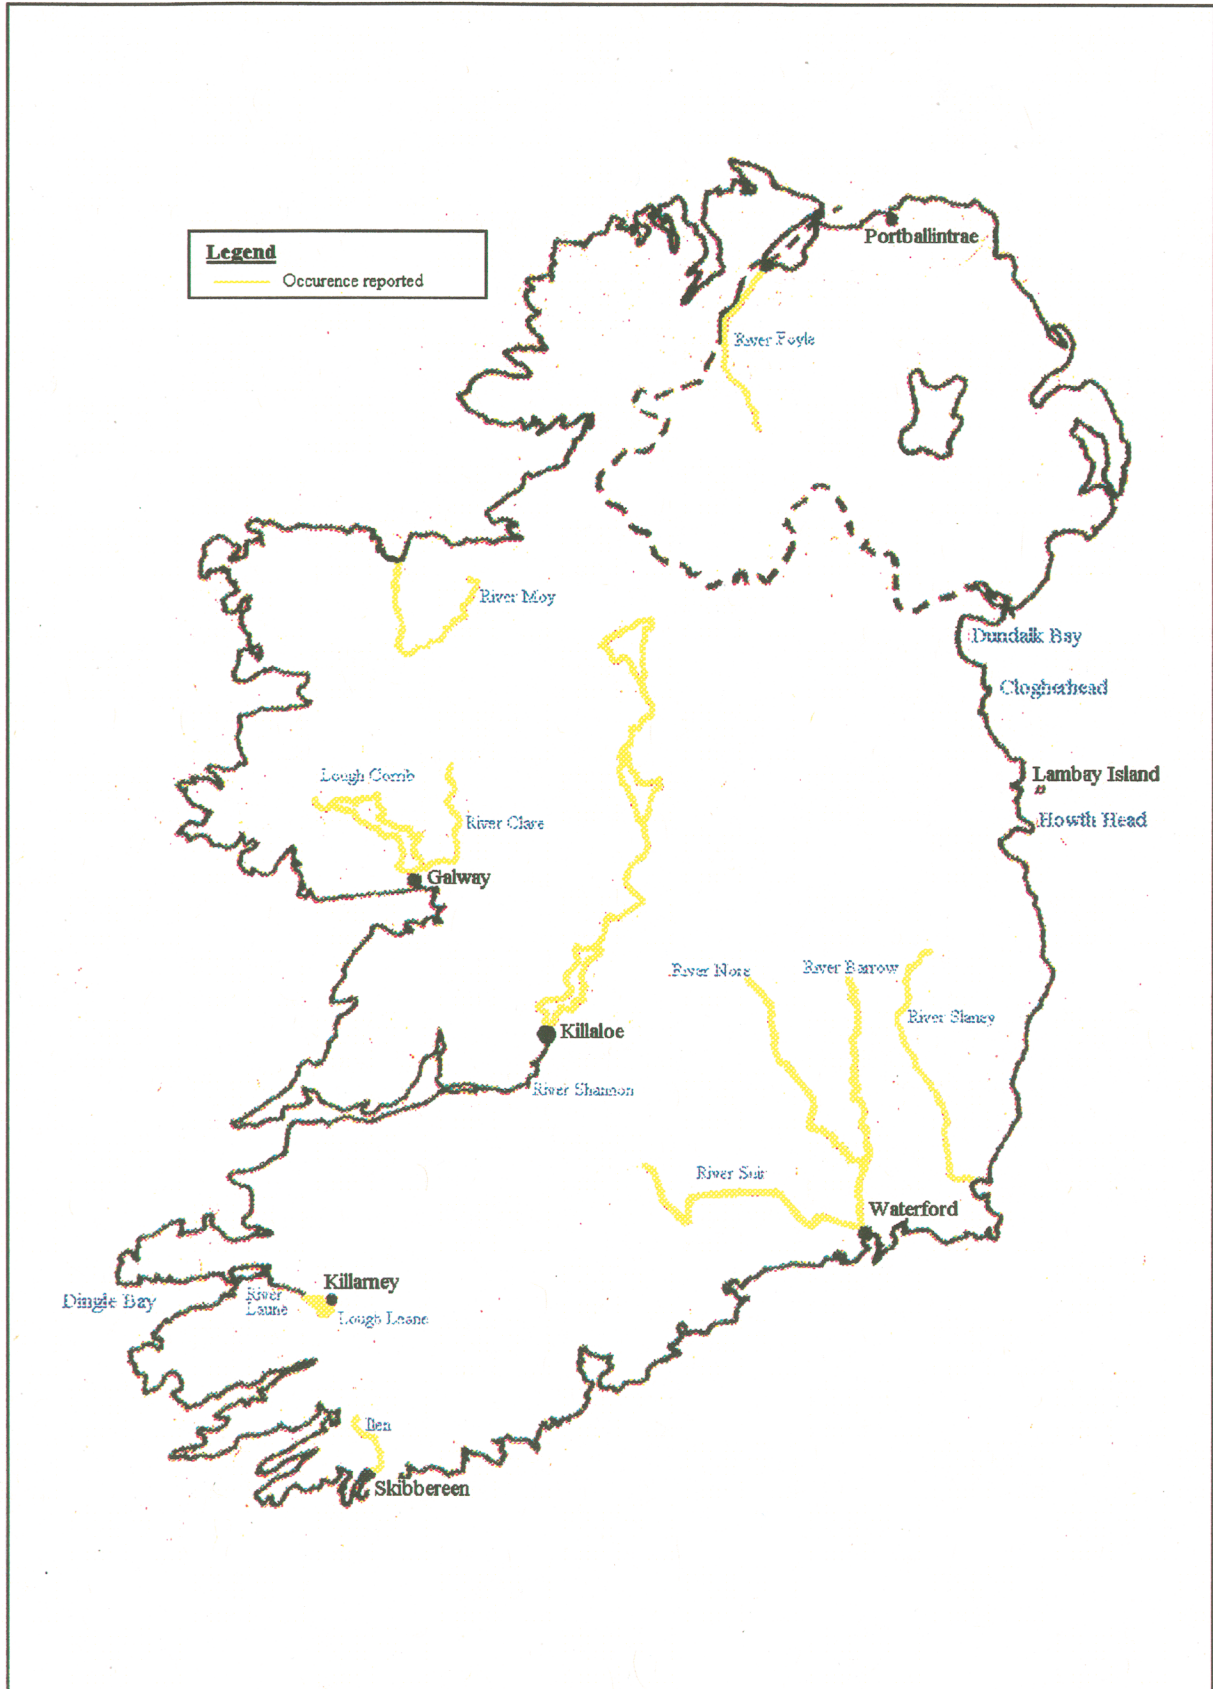 Portballintrae
Legend
Occurence reported
River Foyle
River Moy
Dundalk Bay
Clogherhead
Lough Corrib
Lambay Island
River Clare
Howth Head
Galway
River Nore
River Barrow
River Slaney
Killaloe
River Shannon
River Suir
Waterford
Killarney
River
Laune
Dingle Bay
Lough Leane
Ilen
Skibbereen